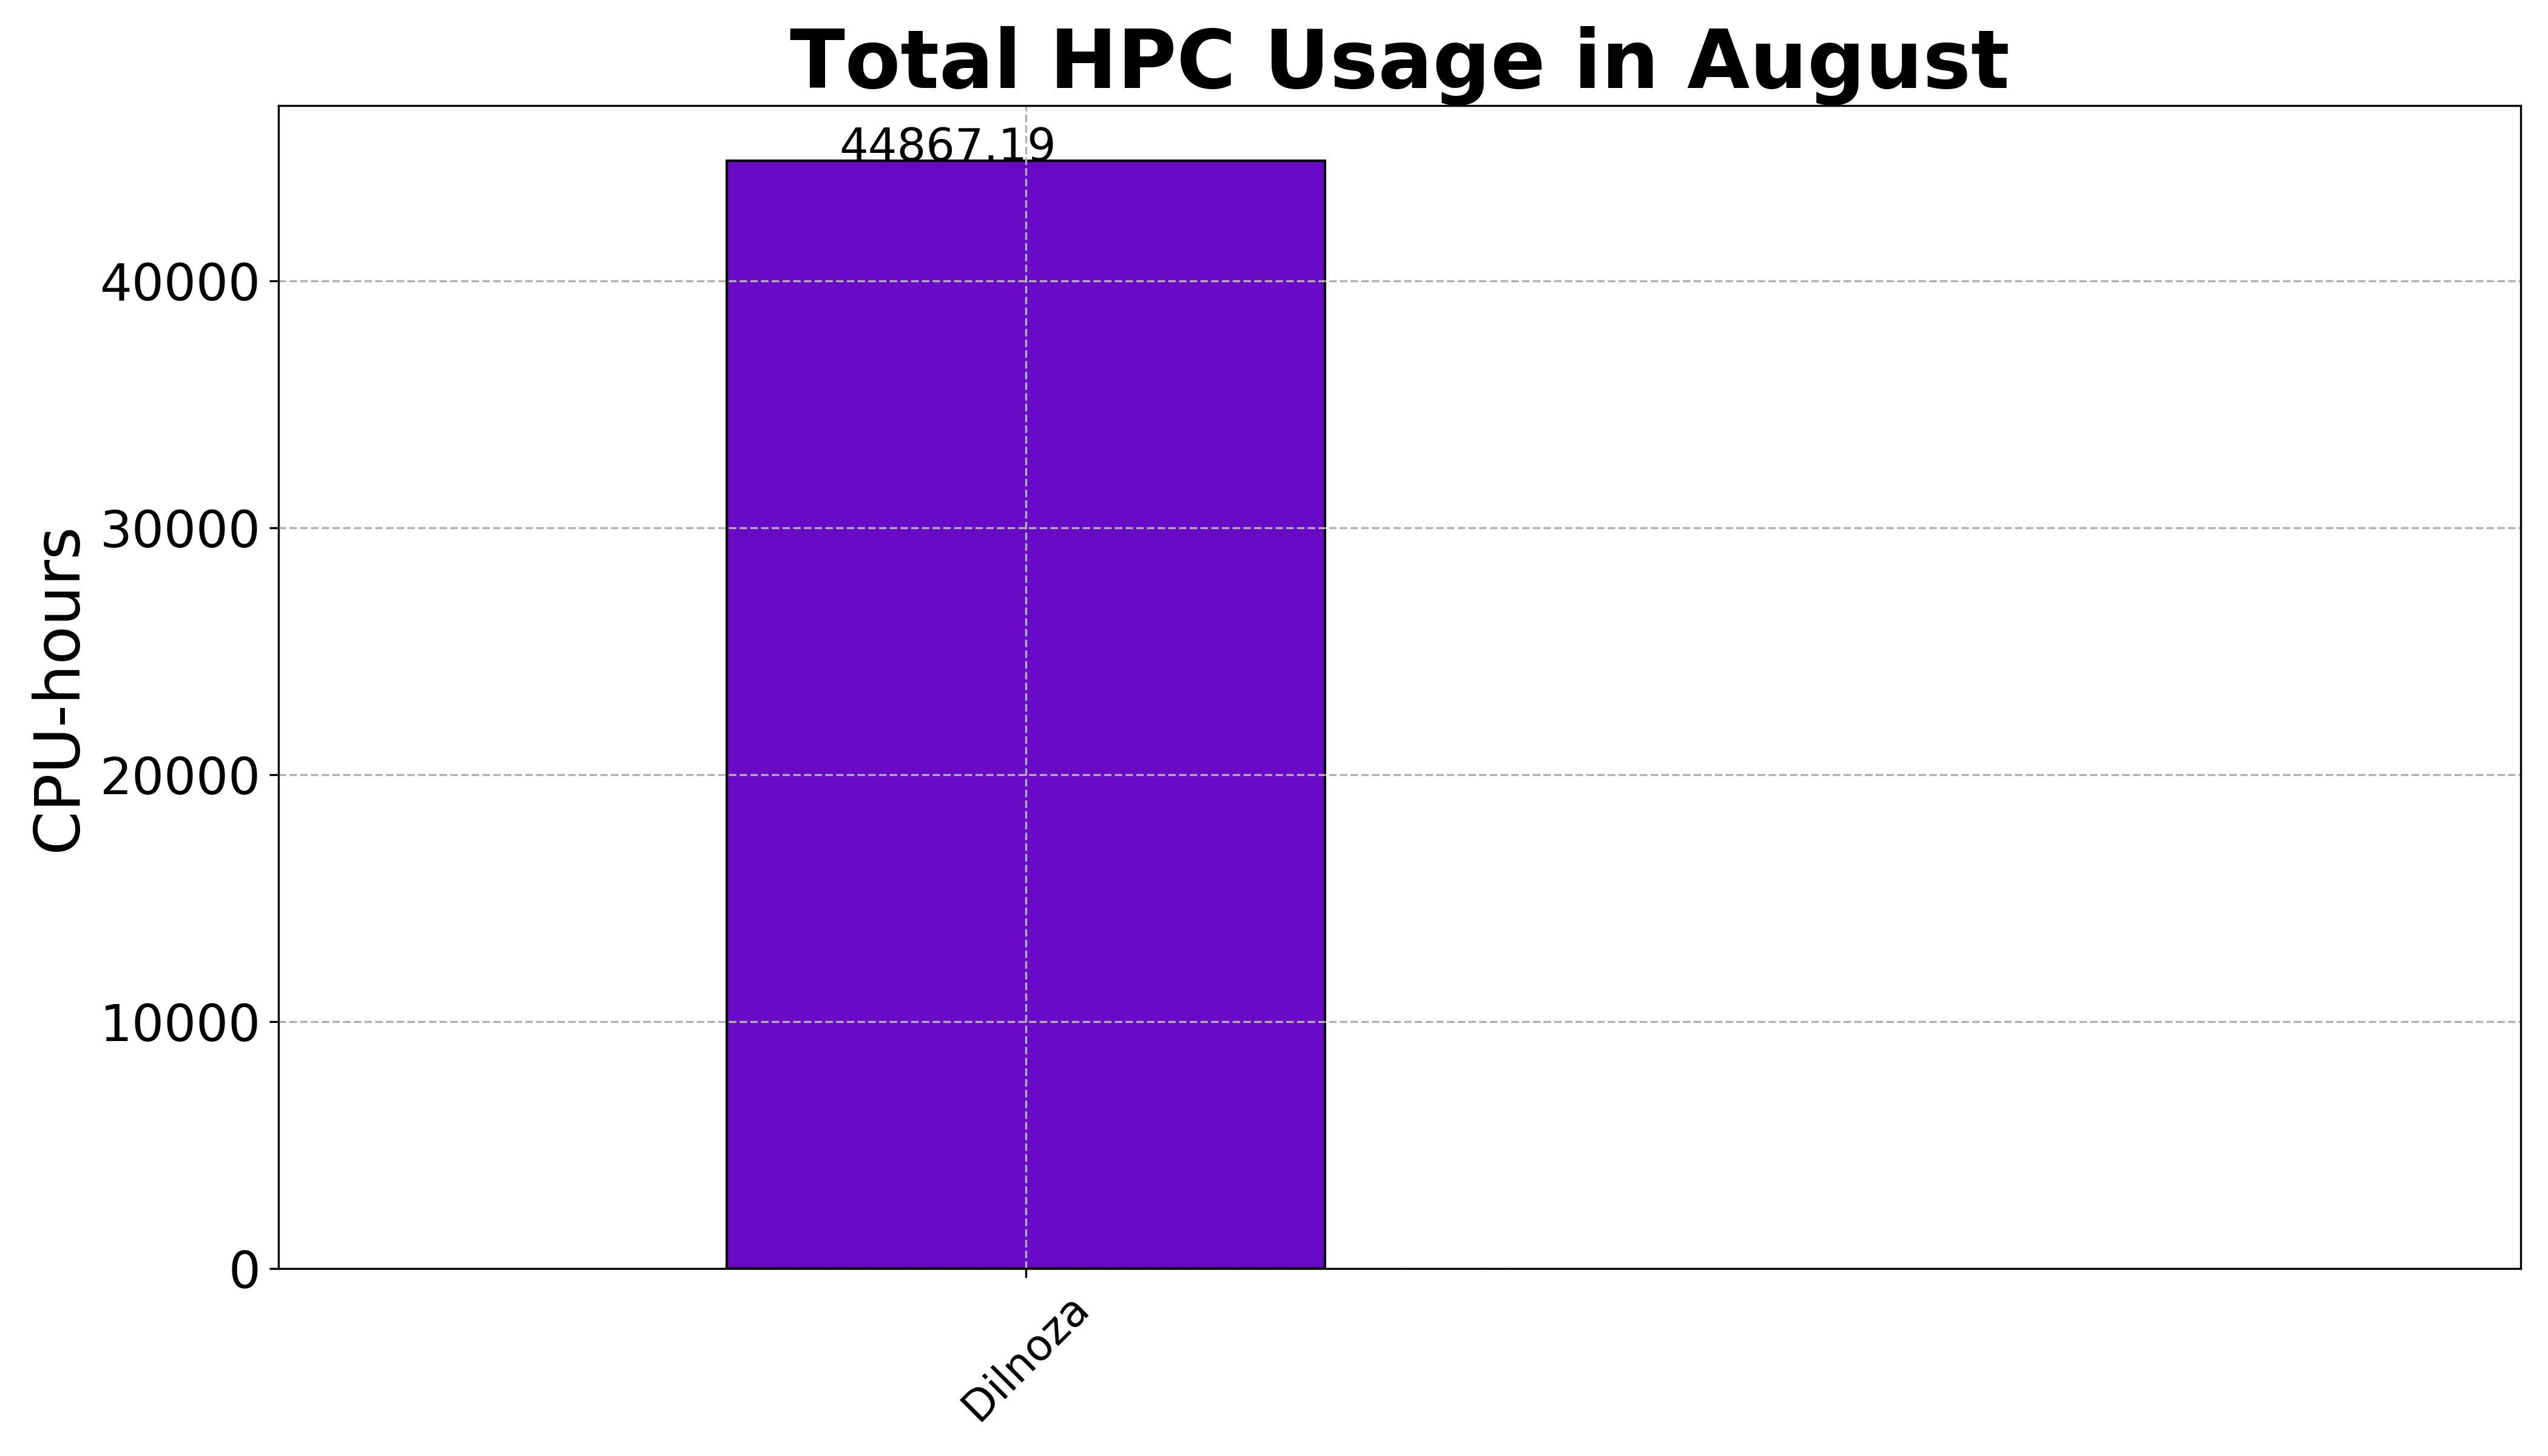 Total HPC Usage in August
44867.19
40000
30000
20000
10000
0
CPU-hours
Dilnoza